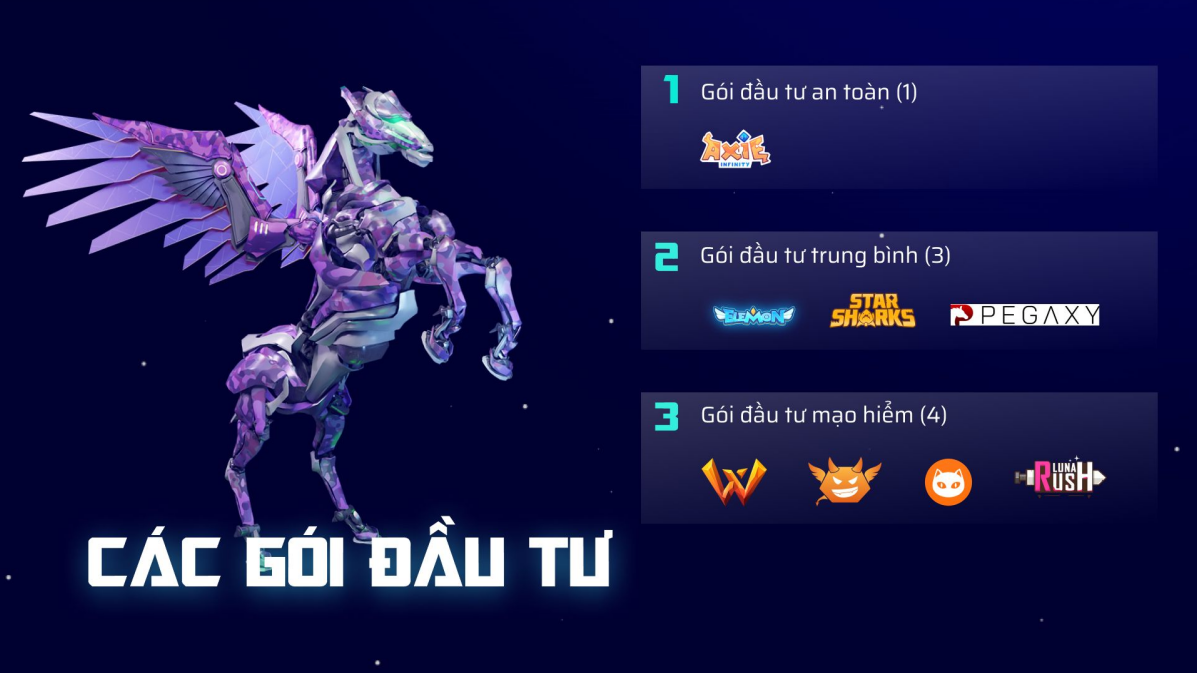 CÁC GÓI ĐẦU TƯ
1 Gói đầu tư an toàn (1)
AXIE
INFINITY
2 Gói đầu tư trung bình (3)
ELEMON
STAR
SHARKS
PEGAXY
3 Gói đầu tư mạo hiểm (4)
W
LUNA
RUSH